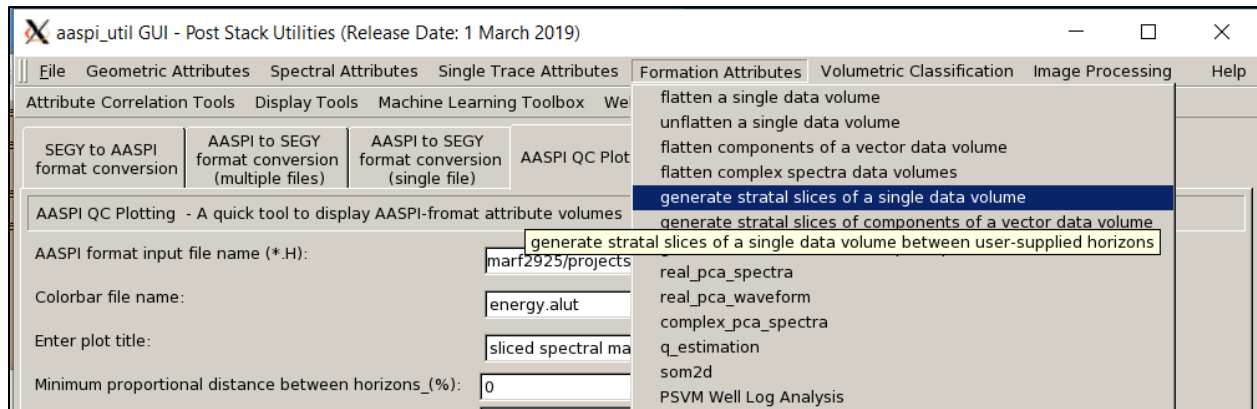 aaspi_util GUI - Post Stack Utilities (Release Date: 1 March 2019)
File Geometric Attributes Spectral Attributes Single Trace Attributes Formation Attributes Volumetric Classification Image Processing Help
Attribute Correlation Tools Display Tools Machine Learning Toolbox
SEGY to AASPI
format conversion
AASPI to SEGY
format conversion
(multiple files)
AASPI to SEGY
format conversion
(single file)
AASPI QC Plot
AASPI QC Plotting - A quick tool to display AASPI-fromat attribute volumes
AASPI format input file name (*.H):
marf2925/projects
Colorbar file name:
energy.alut
Enter plot title:
sliced spectral ma
Minimum proportional distance between horizons_(%):
0
flatten a single data volume
unflatten a single data volume
flatten components of a vector data volume
flatten complex spectra data volumes
generate stratal slices of a single data volume
generate stratal slices of components of a vector data volume
generate stratal slices of a single data volume between user-supplied horizons
real_pca_spectra
real_pca_waveform
complex_pca_spectra
q_estimation
som2d
PSVM Well Log Analysis